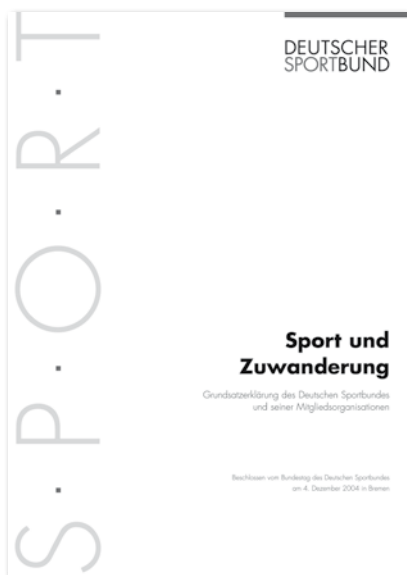 S·P·O·R·T
DEUTSCHER
SPORTBUND
Sport und
Zuwanderung
Grundsatzerklärung des Deutschen Sportbundes
und seiner Mitgliedsorganisationen
Beschlossen vom Bundestag des Deutschen Sportbundes
am 4. Dezember 2004 in Bremen